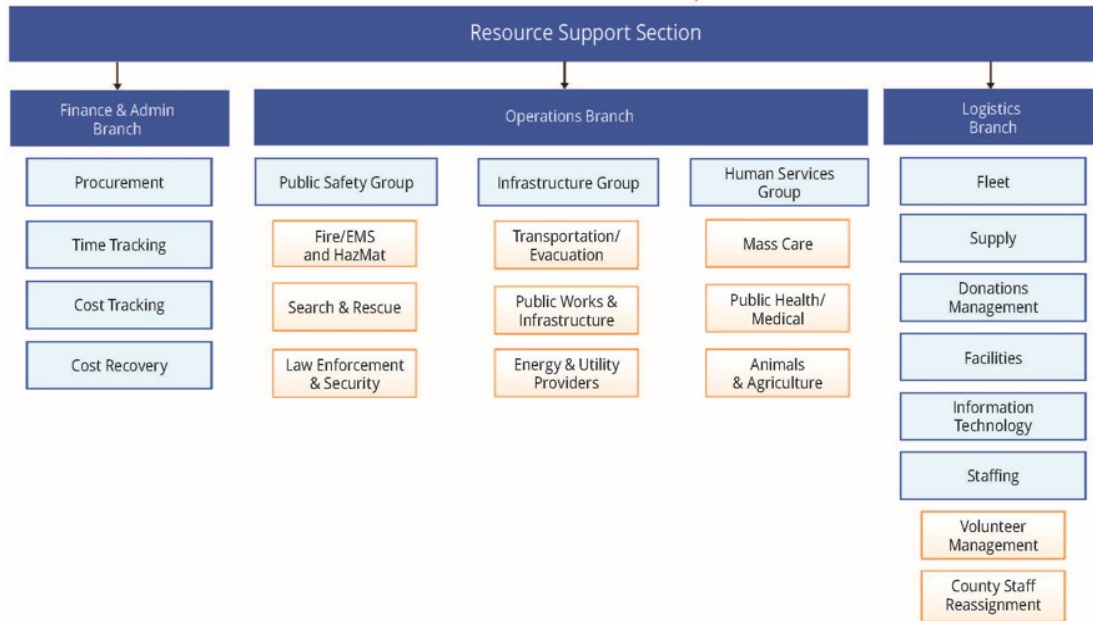 Resource Support Section
Finance & Admin
Branch
Operations Branch
Logistics
Branch
Procurement
Time Tracking
Cost Tracking
Cost Recovery
Public Safety Group
Fire/EMS
and HazMat
Search & Rescue
Law Enforcement
& Security
Infrastructure Group
Transportation/
Evacuation
Public Works &
Infrastructure
Energy & Utility
Providers
Human Services
Group
Mass Care
Public Health/
Medical
Animals
& Agriculture
Fleet
Supply
Donations
Management
Facilities
Information
Technology
Staffing
Volunteer
Management
County Staff
Reassignment